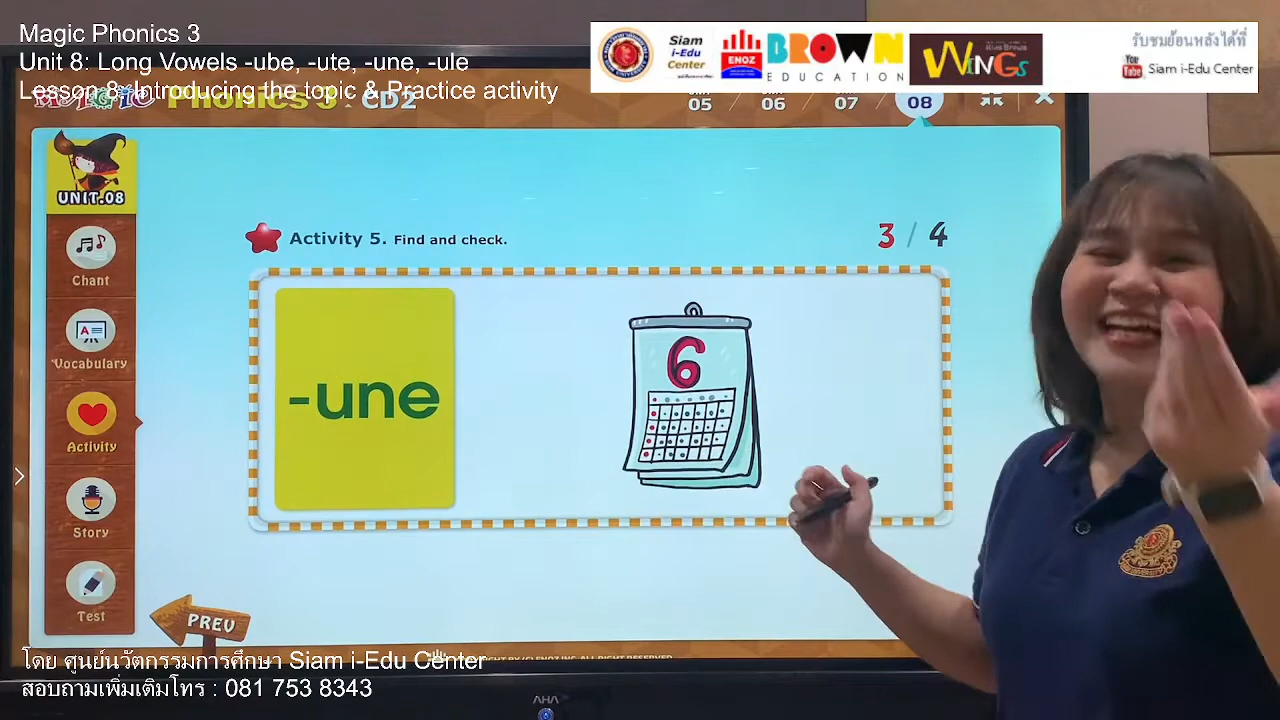 Magic Phonics 3
Unit 8: Long Vowels -ube, -ute, -une, -ule
Lesson 8: Introducing the topic & Practice activity
Siam
i-Edu
Center
ENOZ
BROWN
EDUCATION
WiNGs
รับชมย้อนหลังได้ที่
You Tube Siam i-Edu Center
Phonics 3 CD2
05 / 06 / 07 / 08
UNIT.08
Chant
Vocabulary
Activity
Story
Test
Activity 5. Find and check.
3 / 4
-une
6
PREV
โดย ศูนย์นวัตกรรมการศึกษา Siam i-Edu Center
สอบถามเพิ่มเติมโทร : 081 753 8343
AHA